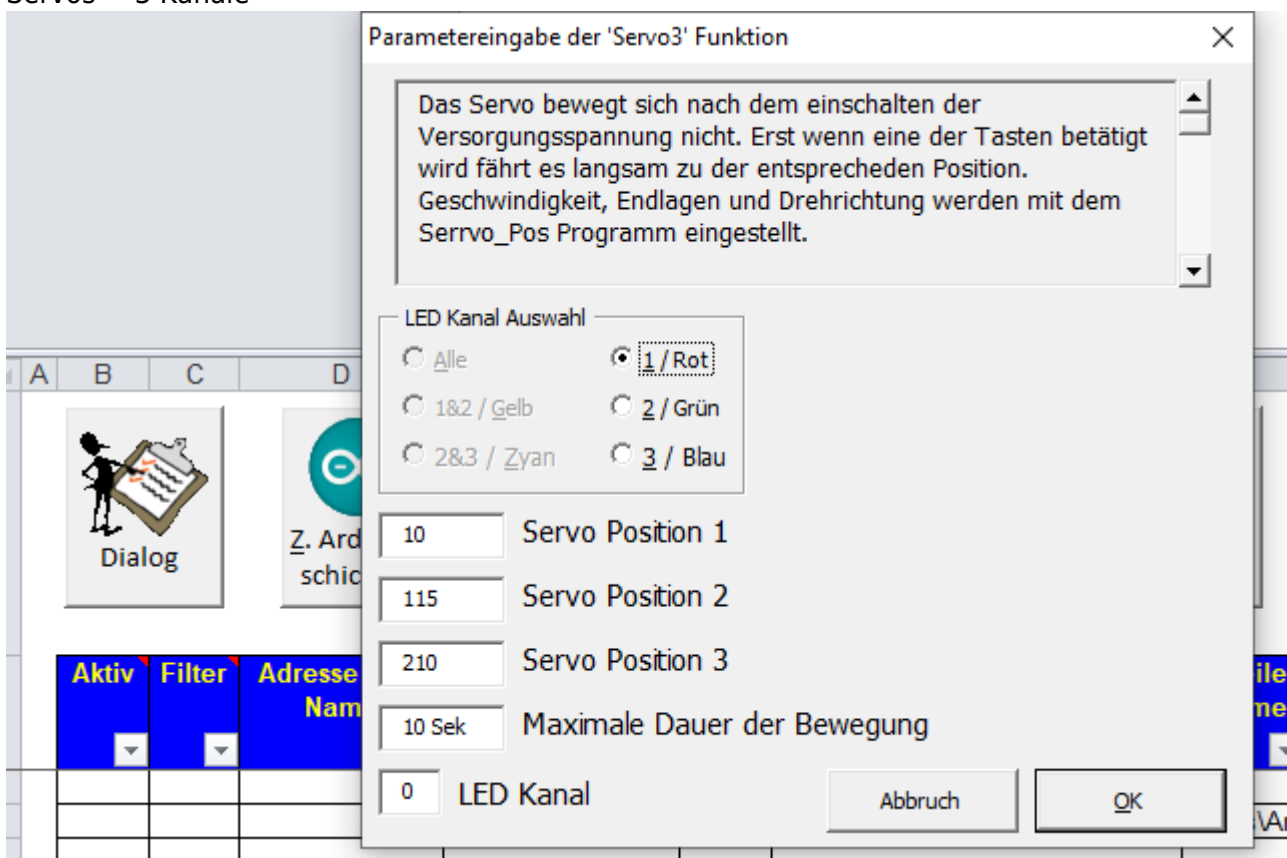 Parametereingabe der 'Servo3' Funktion
Das Servo bewegt sich nach dem einschalten der
Versorgungsspannung nicht. Erst wenn eine der Tasten betätigt
wird fährt es langsam zu der entsprecheden Position.
Geschwindigkeit, Endlagen und Drehrichtung werden mit dem
Serrvo_Pos Programm eingestellt.
LED Kanal Auswahl
Alle
1 / Rot
1&2 / Gelb
2 / Grün
2&3 / Zyan
3 / Blau
A B C D
Dialog
Z. Ard
schic
10 Servo Position 1
115 Servo Position 2
210 Servo Position 3
10 Sek Maximale Dauer der Bewegung
0 LED Kanal
Abbruch
OK
Aktiv Filter Adresse
Nam